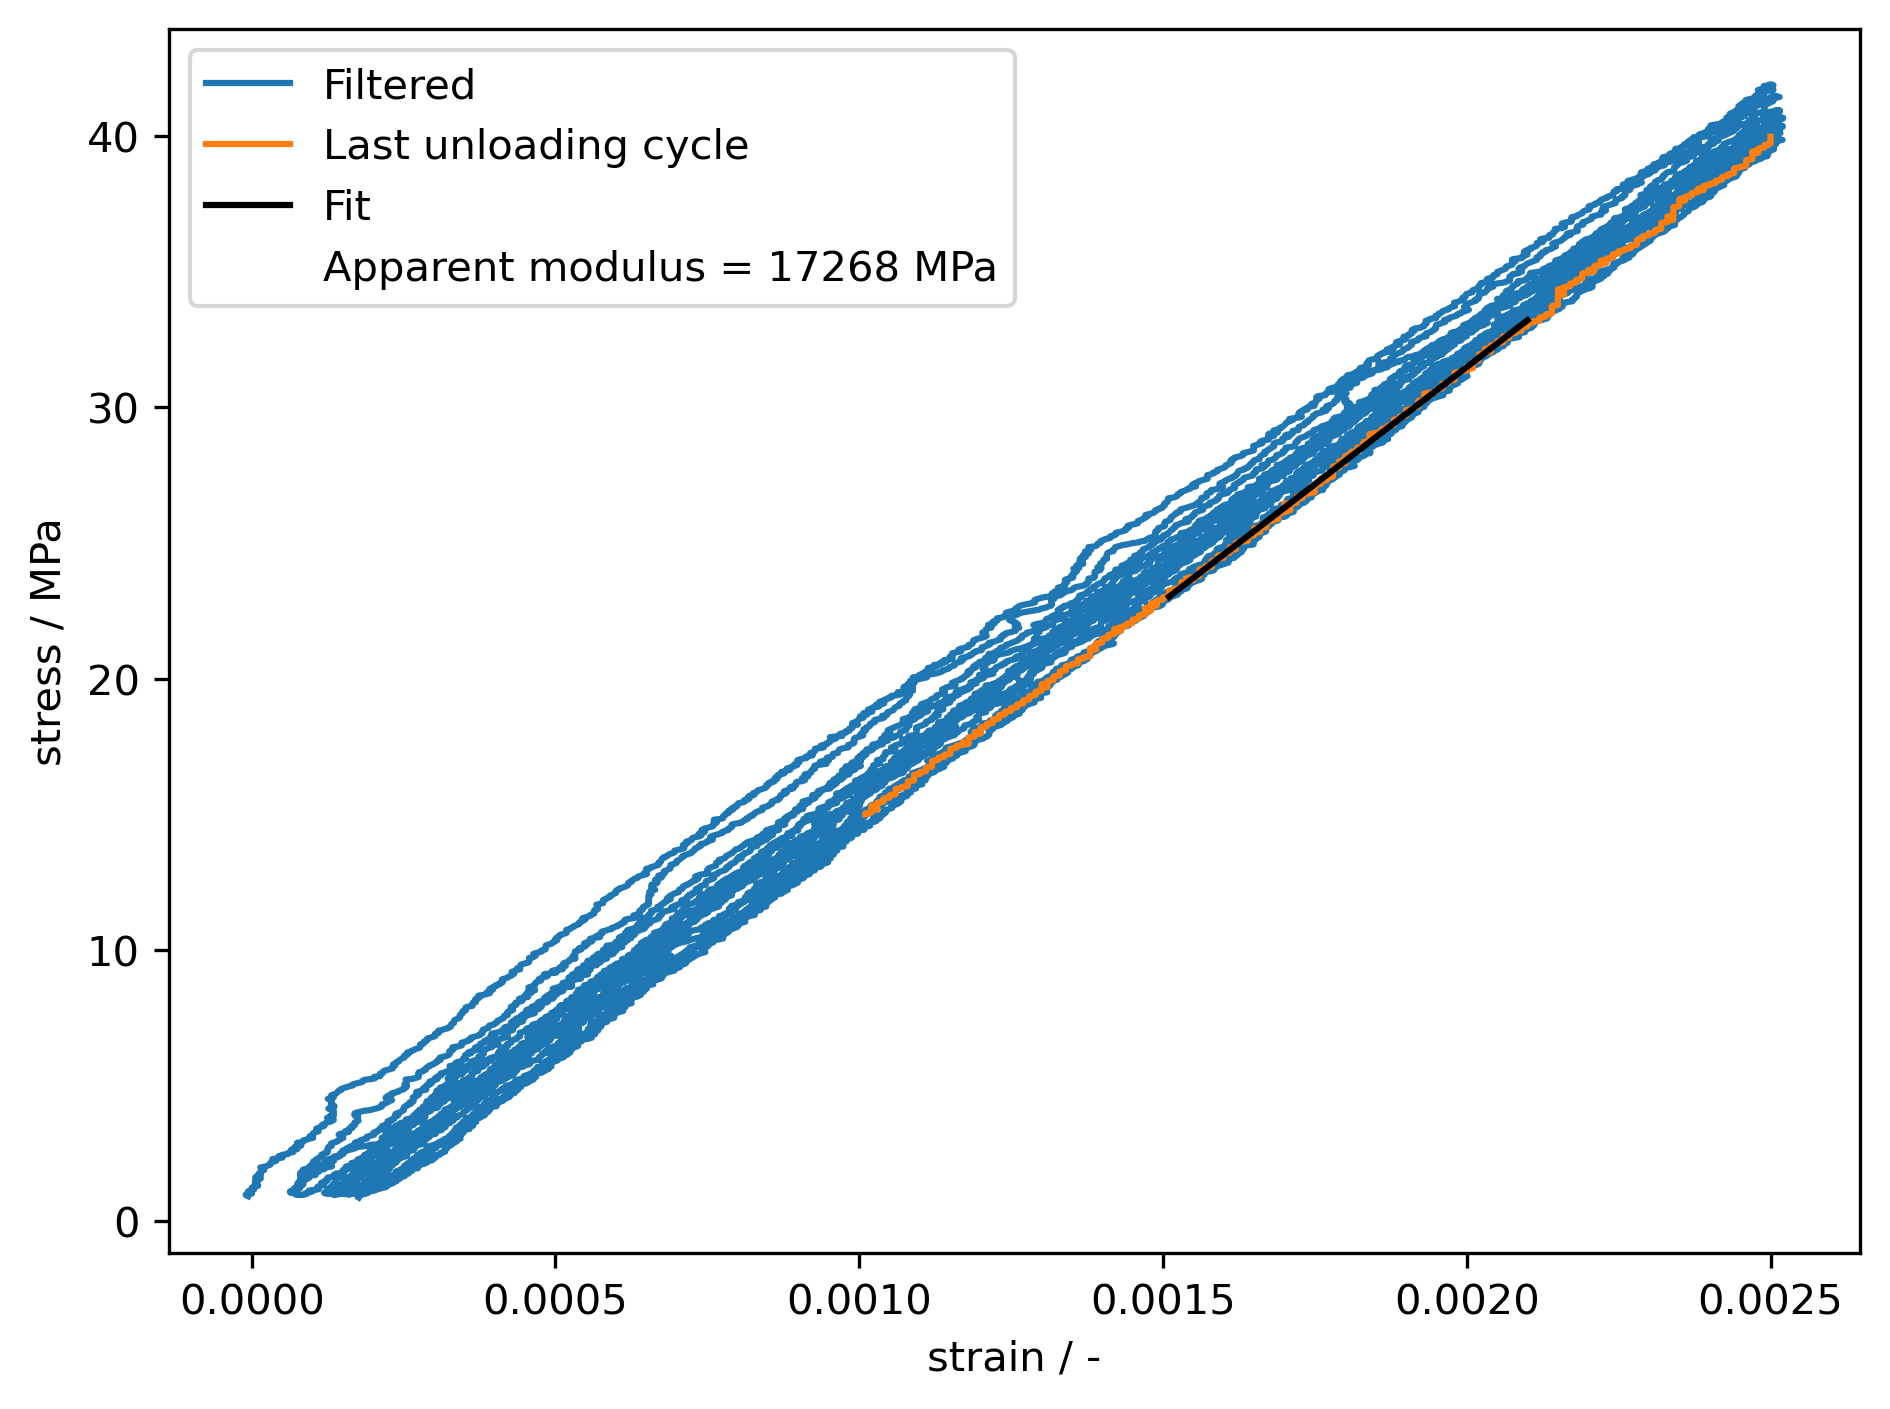 Filtered
Last unloading cycle
Fit
Apparent modulus = 17268 MPa
40
30
20
10
0
stress / MPa
0.0000 0.0005 0.0010 0.0015 0.0020 0.0025
strain / -